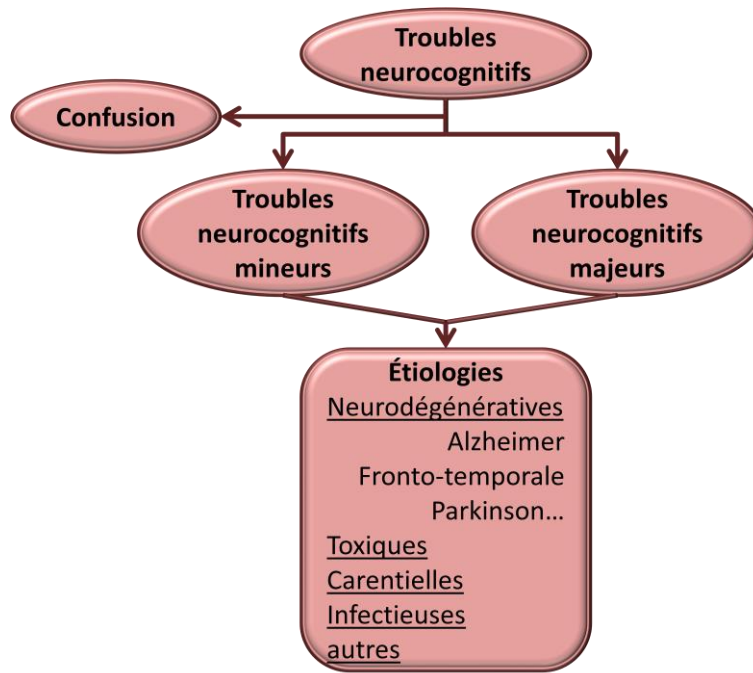 Troubles
neurocognitifs
Confusion
Troubles
neurocognitifs
mineurs
Troubles
neurocognitifs
majeurs
Étiologies
Neurodégénératives
Alzheimer
Fronto-temporale
Parkinson…
Toxiques
Carentielles
Infectieuses
autres